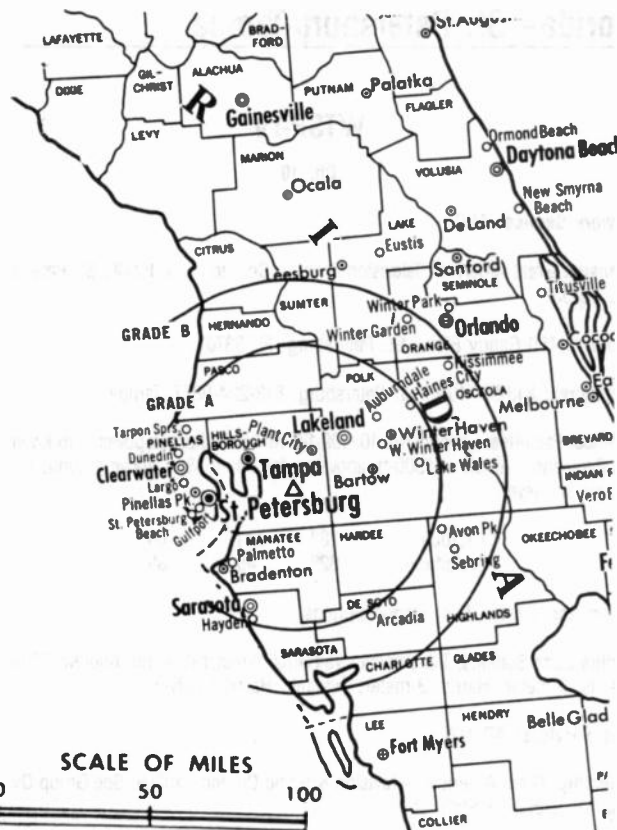 St. Augus
BRAD-
FORD
LAFAYETTE
GIL-
CHRIST
ALACHUA
DIXIE
PUTNAM
Palatka
R
Gainesville
FLAGLER
LEVY
Ormond Beach
Daytona Beach
MARION
VOLUSIA
Ocala
New Smyrna
Beach
LAKE
DeLand
I
Eustis
CITRUS
Leesburg
Sanford
SEMINOLE
Titusville
SUMTER
Winter Park
GRADE B
HERNANDO
Winter Garden
Orlando
ORANGE
Cocoa
PASCO
Kissimmee
POLK
Auburndale
Haines City
OSCEOLA
Ea
GRADE A
D
Melbourne
Tarpon Sprs.
PINELLAS
HILLS-
BOROUGH
Plant City
Lakeland
Winter Haven
W. Winter Haven
BREVARD
Dunedin
Clearwater
Tampa
Bartow
Lake Wales
INDIAN R
Largo
Pinellas Pk.
St. Petersburg
Vero B
St. Petersburg
Beach
Gulfport
MANATEE
HARDEE
Avon Pk.
OKEECHOBEE
Palmetto
Sebring
Bradenton
A
Sarasota
DE SOTO
Hayden
Arcadia
HIGHLANDS
SARASOTA
CHARLOTTE
GLADES
LEE
HENDRY
Belle Glad
Fort Myers
SCALE OF MILES
0 50 100
COLLIER